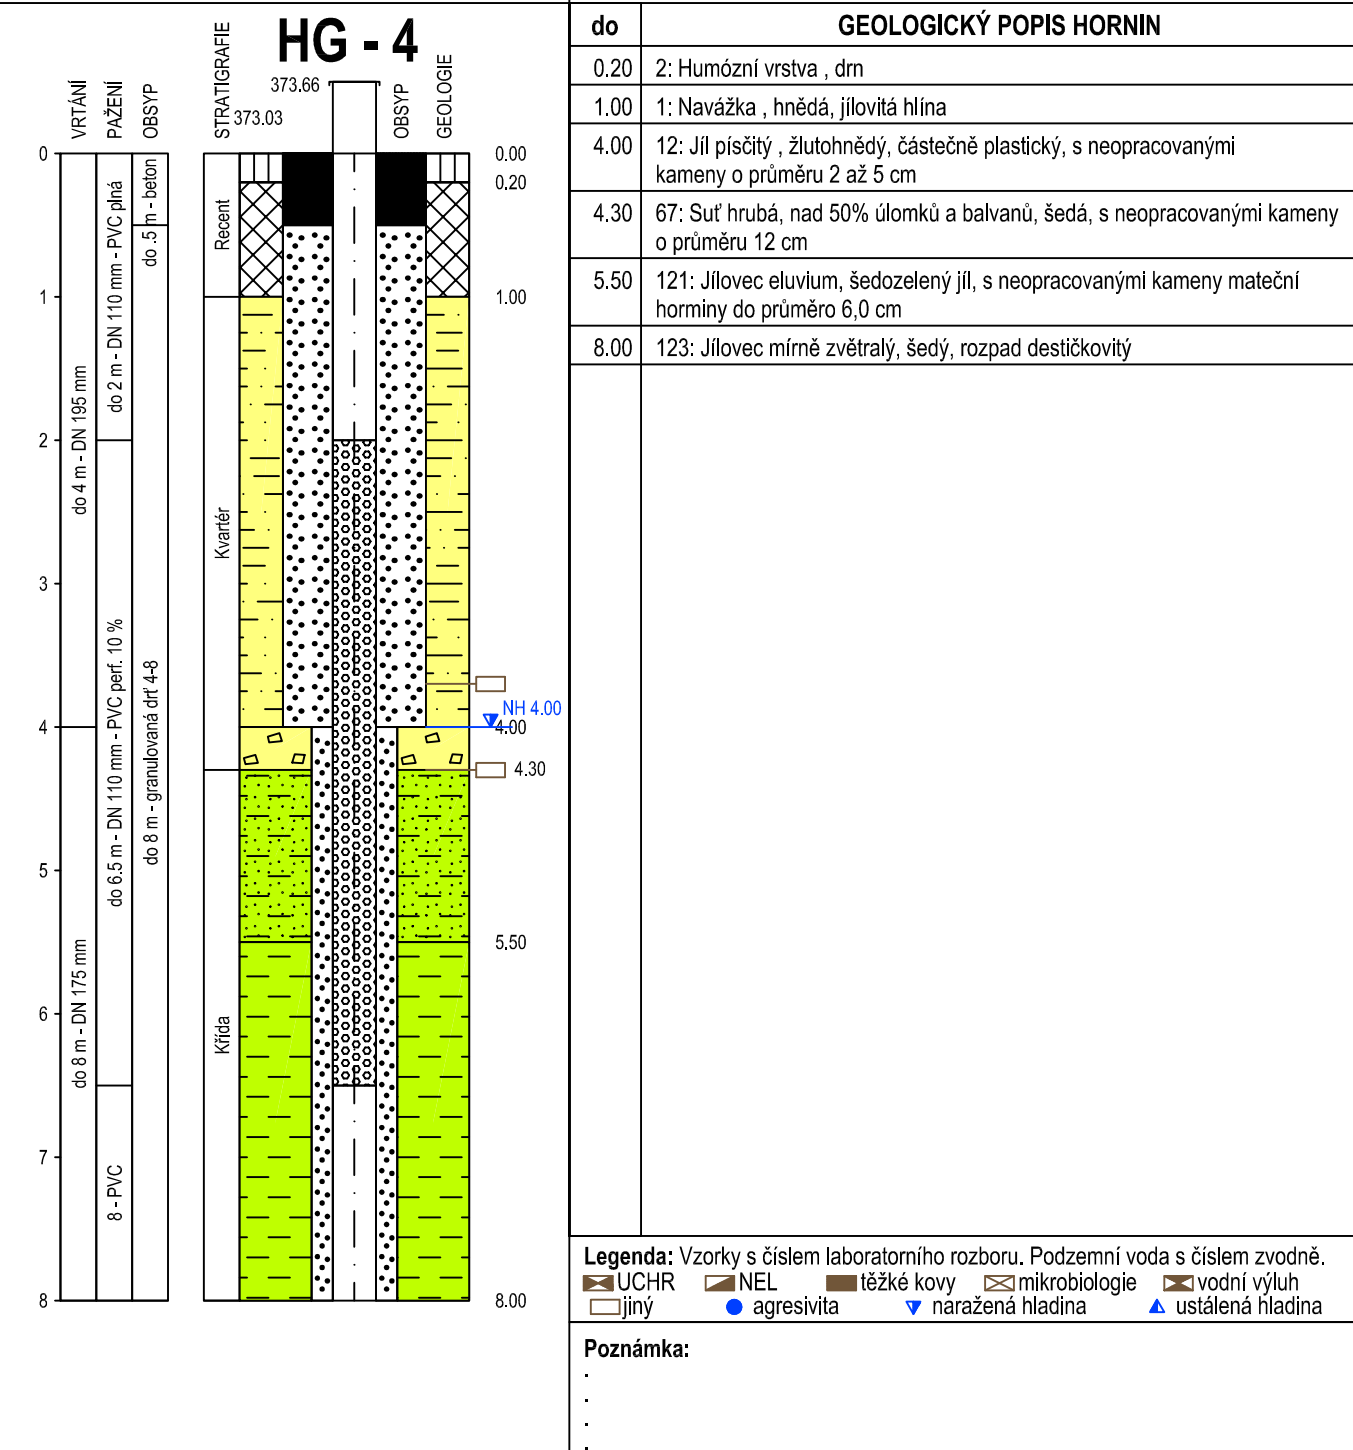 HG - 4
VRTÁNÍ
PAŽENÍ
OBSYP
STRATIGRAFIE
373.66
373.03
OBSYP
GEOLOGIE
0
1
2
3
4
5
6
7
8
do 4 m - DN 195 mm
do 8 m - DN 175 mm
do 2 m - DN 110 mm - PVC plná
do 6.5 m - DN 110 mm - PVC perf. 10 %
8 - PVC
do .5 m - beton
do 8 m - granulovaná drť 4-8
Recent
Kvartér
Křída
0.00
0.20
1.00
NH 4.00
4.00
4.30
5.50
8.00
do GEOLOGICKÝ POPIS HORNIN
0.20 2: Humózní vrstva , drn
1.00 1: Navážka , hnědá, jílovitá hlína
4.00 12: Jíl písčitý , žlutohnědý, částečně plastický, s neopracovanými
kameny o průměru 2 až 5 cm
4.30 67: Suť hrubá, nad 50% úlomků a balvanů, šedá, s neopracovanými kameny
o průměru 12 cm
5.50 121: Jílovec eluvium, šedozelený jíl, s neopracovanými kameny mateční
horminy do průměro 6,0 cm
8.00 123: Jílovec mírně zvětralý, šedý, rozpad destičkovitý
Legenda: Vzorky s číslem laboratorního rozboru. Podzemní voda s číslem zvodně.
UCHR NEL těžké kovy mikrobiologie vodní výluh
jiný agresivita naražená hladina ustálená hladina
Poznámka:
.
.
.
.